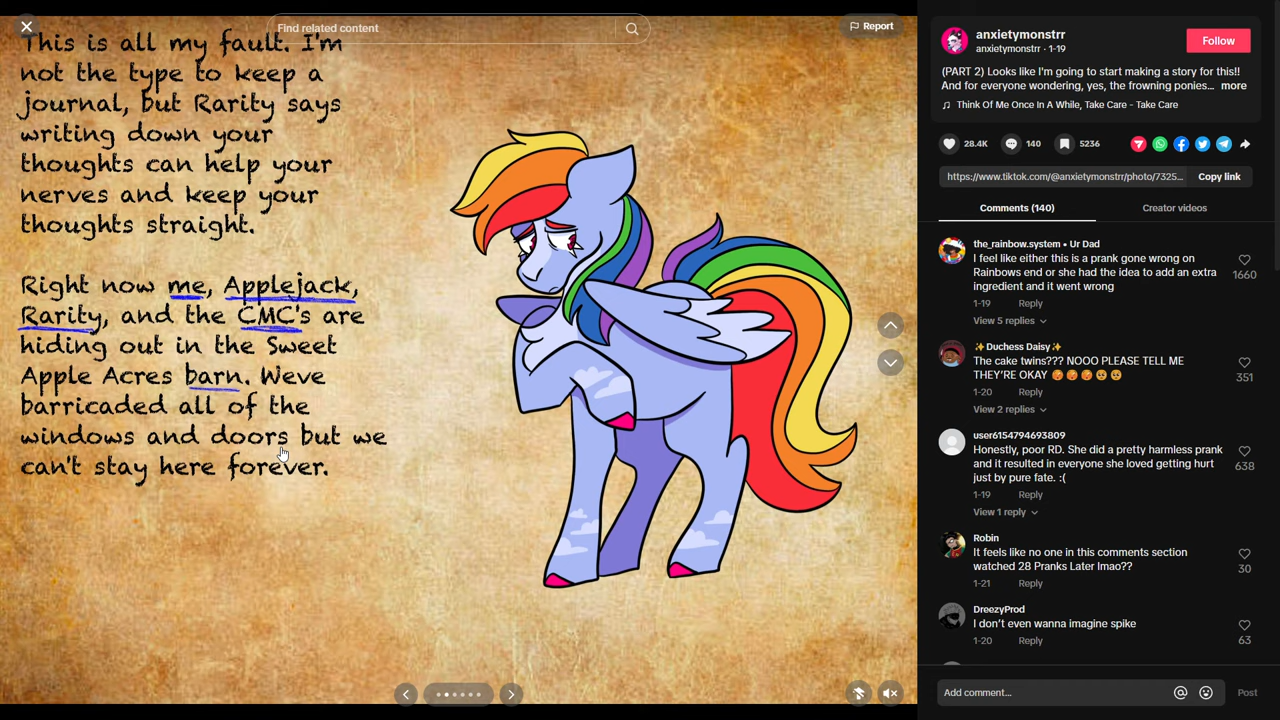 Find related content
Report
This is all my fault. I'm
not the type to keep a
journal, but Rarity says
writing down your
thoughts can help your
nerves and keep your
thoughts straight.
Right now me, Applejack,
Rarity, and the CMC's are
hiding out in the Sweet
Apple Acres barn. Weve
barricaded all of the
windows and doors but we
can't stay here forever.
anxietymonstrr
anxietymonstrr · 1-19
Follow
(PART 2) Looks like I'm going to start making a story for this!!
And for everyone wondering, yes, the frowning ponies... more
♫ Think Of Me Once In A While, Take Care - Take Care
28.4K
140
5236
https://www.tiktok.com/@anxietymonstrr/photo/7325...
Copy link
Comments (140)
Creator videos
the_rainbow.system • Ur Dad
I feel like either this is a prank gone wrong on
Rainbows end or she had the idea to add an extra
ingredient and it went wrong
1660
1-19 Reply
View 5 replies
✨Duchess Daisy✨
The cake twins??? NOOO PLEASE TELL ME
THEY'RE OKAY
351
1-20 Reply
View 2 replies
user6154794693809
Honestly, poor RD. She did a pretty harmless prank
and it resulted in everyone she loved getting hurt
just by pure fate. :(
638
1-19 Reply
View 1 reply
Robin
It feels like no one in this comments section
watched 28 Pranks Later lmao??
30
1-21 Reply
DreezyProd
I don't even wanna imagine spike
63
1-20 Reply
Add comment...
Post